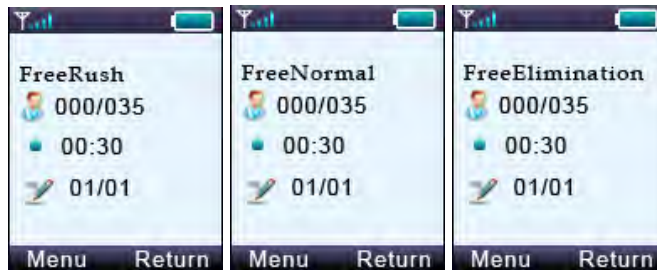 FreeRush
000/035
00:30
01/01
Menu Return
FreeNormal
000/035
00:30
01/01
Menu Return
FreeElimination
000/035
00:30
01/01
Menu Return